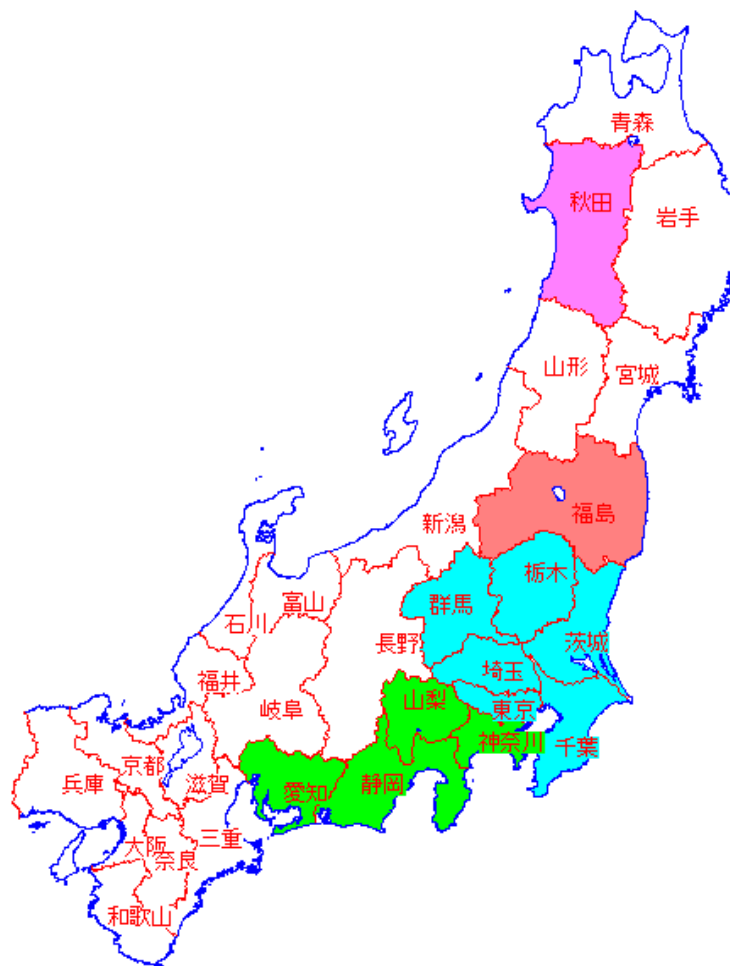 青森
秋田
岩手
山形
宮城
新潟
福島
栃木
群馬
富山
石川
長野
茨城
埼玉
福井
岐阜
山梨
東京
神奈川
千葉
京都
滋賀
兵庫
愛知
静岡
三重
大阪
奈良
和歌山